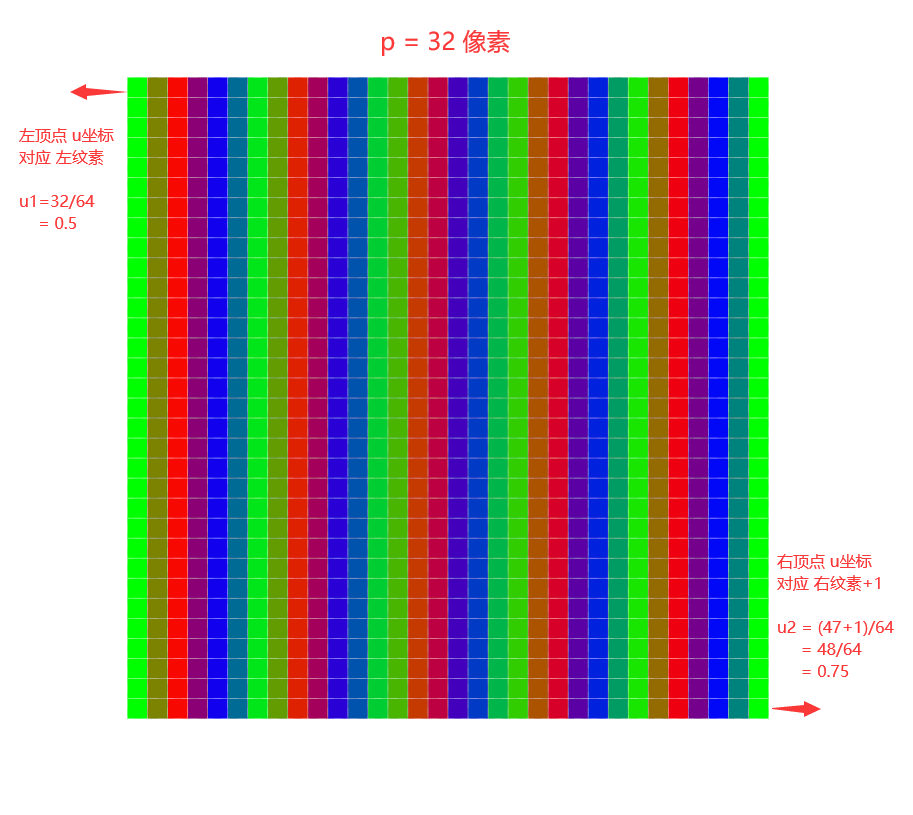 p = 32 像素
左顶点 u坐标
对应 左纹素
u1=32/64
= 0.5
右顶点 u坐标
对应 右纹素+1
u2 = (47+1)/64
= 48/64
= 0.75